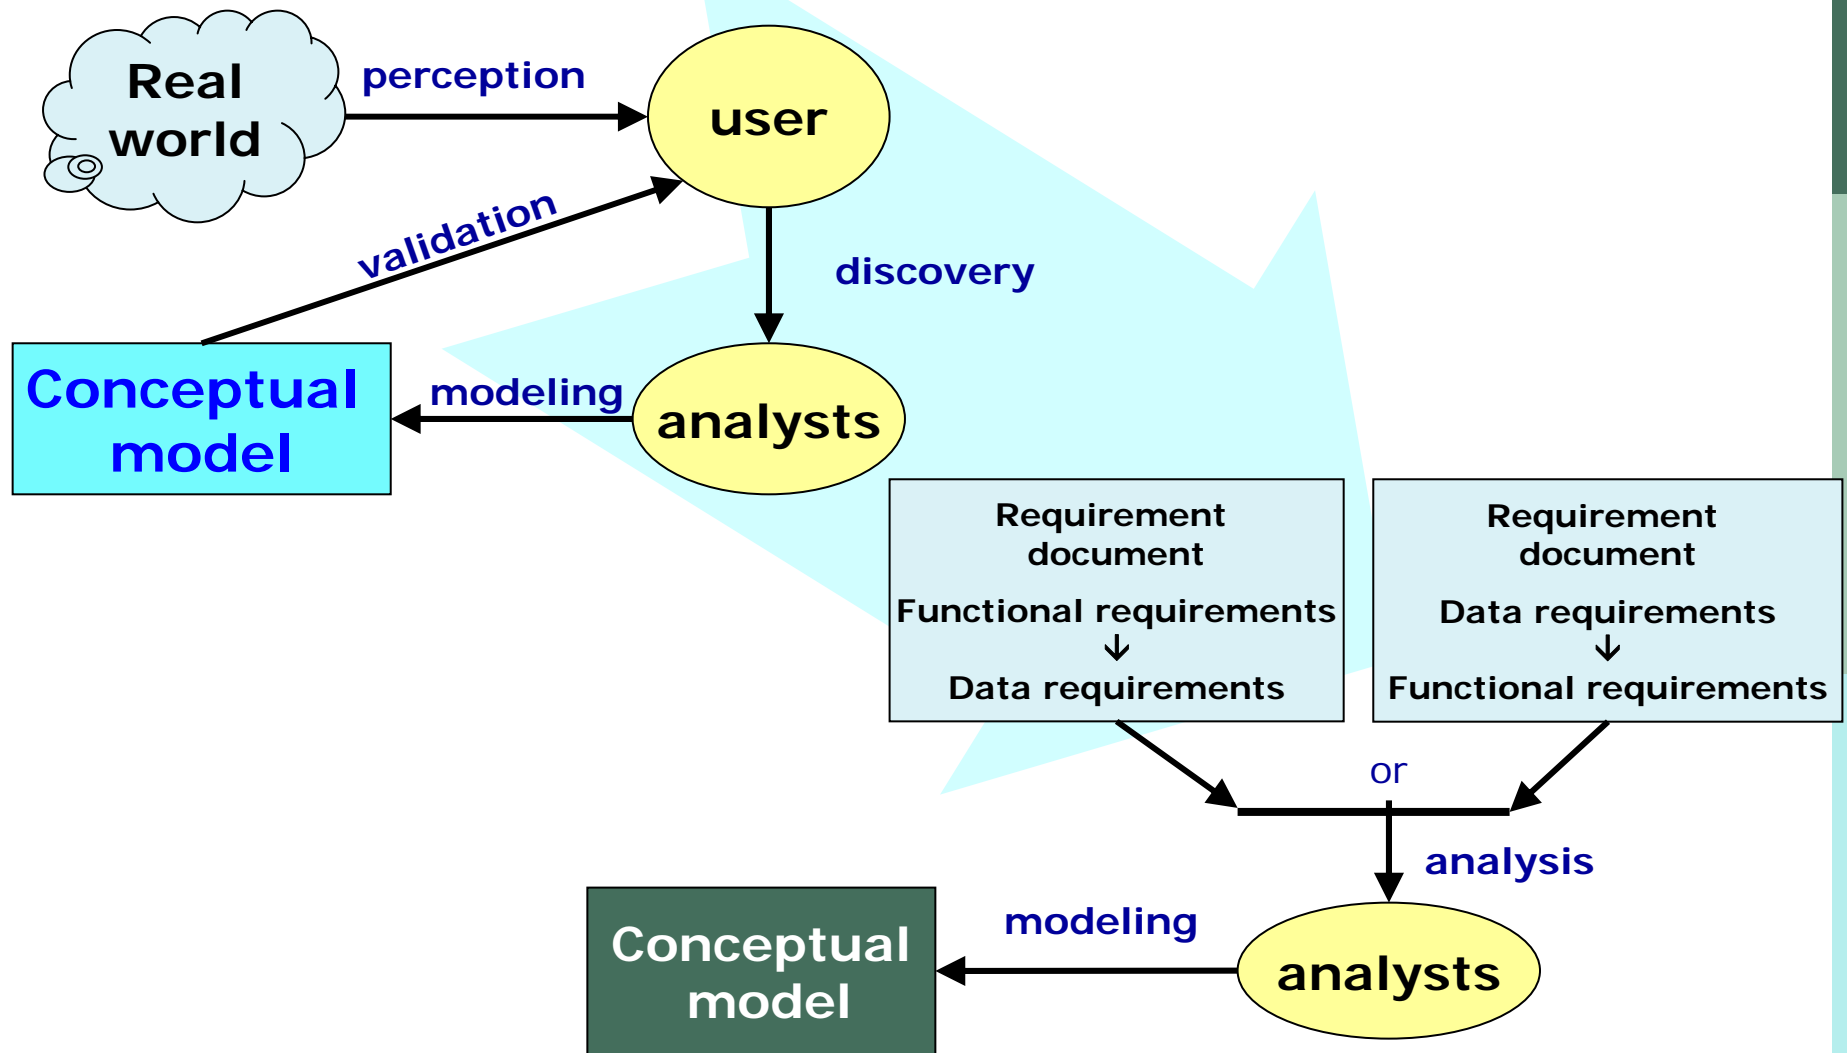 Real
world
perception
user
validation
discovery
Conceptual
model
modeling
analysts
Requirement
document
Functional requirements
↓
Data requirements
Requirement
document
Data requirements
↓
Functional requirements
or
analysis
modeling
Conceptual
model
analysts